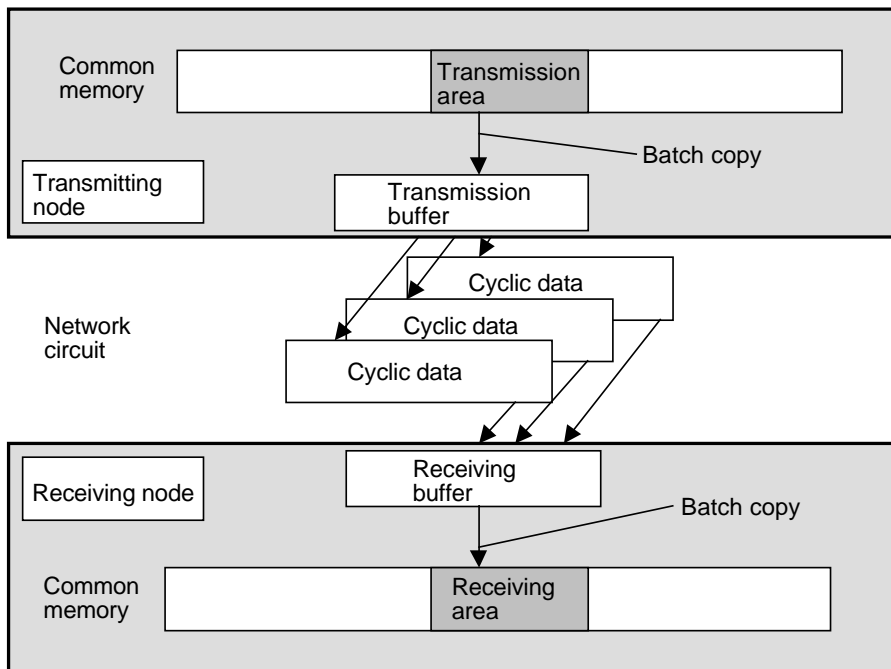 Common
memory
Transmission
area
Batch copy
Transmitting
node
Transmission
buffer
Cyclic data
Cyclic data
Cyclic data
Network
circuit
Receiving node
Receiving
buffer
Batch copy
Common
memory
Receiving
area